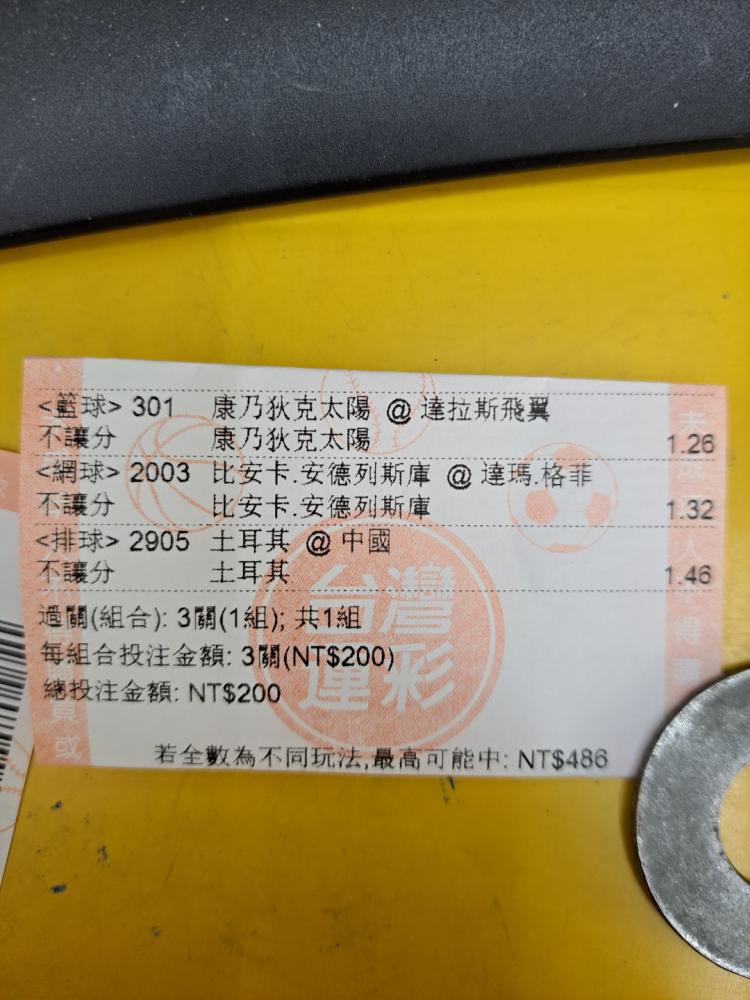 <籃球> 301 康乃狄克太陽 @ 達拉斯飛翼
不讓分 康乃狄克太陽 1.26
<網球> 2003 比安卡.安德列斯庫 @ 達瑪.格菲
不讓分 比安卡.安德列斯庫 1.32
<排球> 2905 土耳其 @ 中國
不讓分 土耳其 1.46
過關(組合): 3關(1組); 共1組
每組合投注金額: 3關(NT$200)
總投注金額: NT$200
若全數為不同玩法,最高可能中: NT$486
台灣
運彩